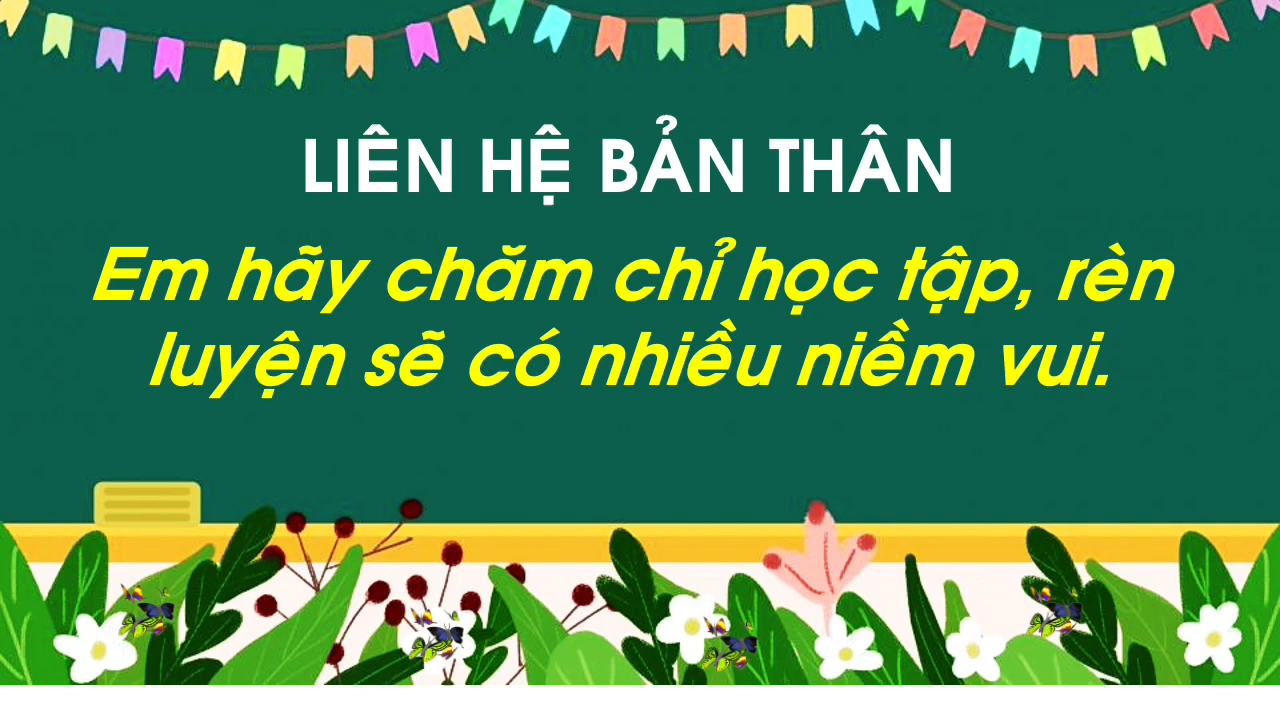 LIÊN HỆ BẢN THÂN
Em hãy chăm chỉ học tập, rèn
luyện sẽ có nhiều niềm vui.